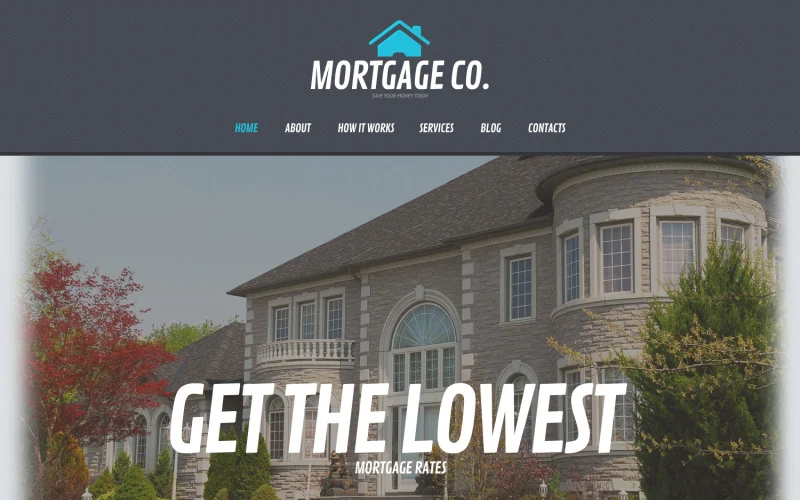 MORTGAGE CO.
SAVE YOUR MONEY TODAY
HOME ABOUT HOW IT WORKS SERVICES BLOG CONTACTS
GET THE LOWEST
MORTGAGE RATES